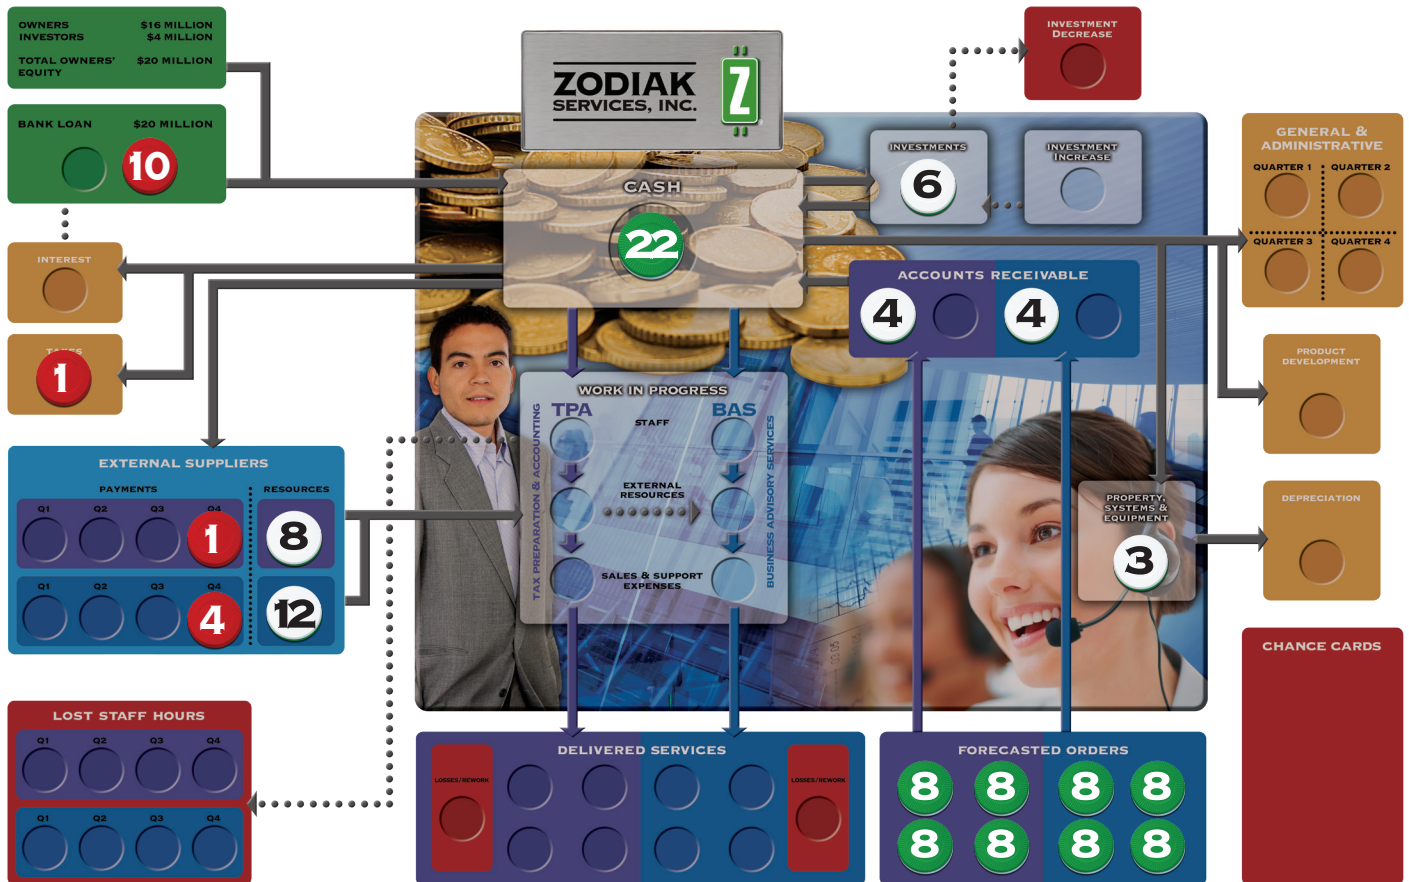 OWNERS $16 MILLION
INVESTORS $4 MILLION
TOTAL OWNERS' $20 MILLION
EQUITY
BANK LOAN $20 MILLION
10
INTEREST
TAXES
1
ZODIAK
SERVICES, INC.
Z
CASH
22
INVESTMENTS
6
INVESTMENT
INCREASE
INVESTMENT
DECREASE
GENERAL &
ADMINISTRATIVE
QUARTER 1 QUARTER 2
QUARTER 3 QUARTER 4
ACCOUNTS RECEIVABLE
4 4
PRODUCT
DEVELOPMENT
WORK IN PROGRESS
TPA BAS
TAX PREPARATION & ACCOUNTING
BUSINESS ADVISORY SERVICES
STAFF
EXTERNAL
RESOURCES
SALES & SUPPORT
EXPENSES
EXTERNAL SUPPLIERS
PAYMENTS RESOURCES
Q1 Q2 Q3 Q4
1 8
Q1 Q2 Q3 Q4
4 12
PROPERTY,
SYSTEMS &
EQUIPMENT
3
DEPRECIATION
CHANCE CARDS
LOST STAFF HOURS
Q1 Q2 Q3 Q4
Q1 Q2 Q3 Q4
DELIVERED SERVICES
LOSSES/REWORK LOSSES/REWORK
FORECASTED ORDERS
8 8 8 8
8 8 8 8